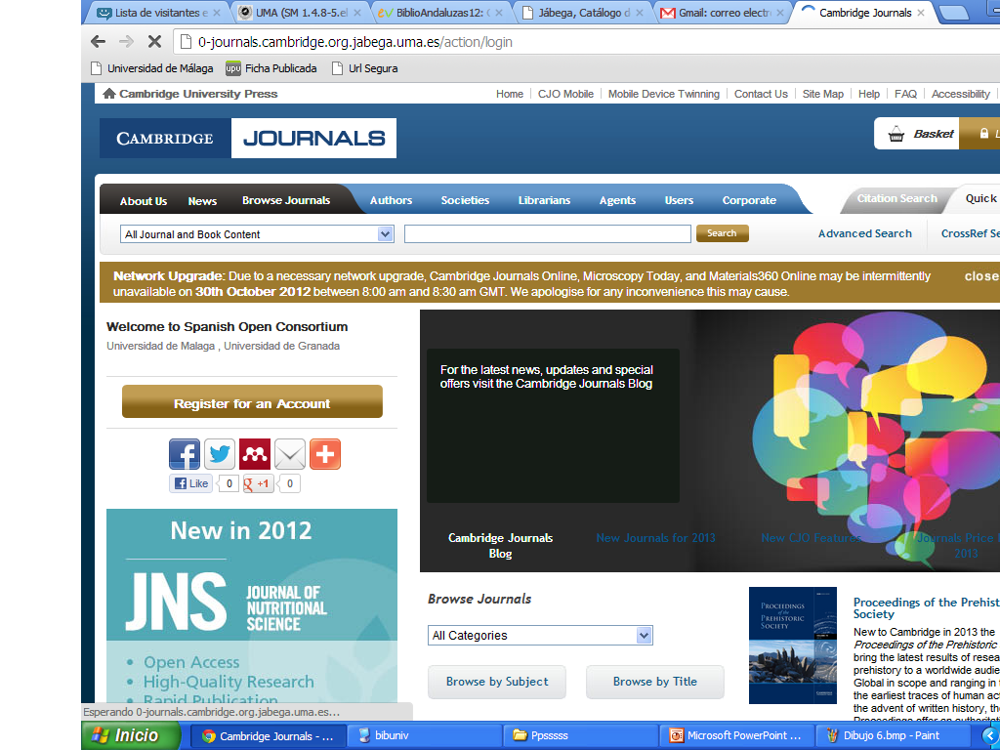 Lista de visitantes e
UMA (SM 1.4.8-5.el
BiblioAndaluzas12: C
Jábega, Catálogo d
Gmail: correo electr
Cambridge Journals
0-journals.cambridge.org.jabega.uma.es/action/login
Universidad de Málaga
upu
Ficha Publicada
Url Segura
Cambridge University Press
Home
CJO Mobile
Mobile Device Twinning
Contact Us
Site Map
Help
FAQ
Accessibility
CAMBRIDGE JOURNALS
Basket
About Us
News
Browse Journals
Authors
Societies
Librarians
Agents
Users
Corporate
Citation Search
Quick
All Journal and Book Content
Search
Advanced Search
CrossRef Se
Network Upgrade: Due to a necessary network upgrade, Cambridge Journals Online, Microscopy Today, and Materials360 Online may be intermittently
unavailable on 30th October 2012 between 8:00 am and 8:30 am GMT. We apologise for any inconvenience this may cause.
close
Welcome to Spanish Open Consortium
Universidad de Malaga , Universidad de Granada
Register for an Account
Like
0
+1
0
For the latest news, updates and special
offers visit the Cambridge Journals Blog
Cambridge Journals
Blog
New Journals for 2013
New CJO Features
Journals Price
2013
New in 2012
JNS
JOURNAL OF
NUTRITIONAL
SCIENCE
• Open Access
• High-Quality Research
• Rapid Publication
Browse Journals
All Categories
Browse by Subject
Browse by Title
PROCEEDINGS
of the
PREHISTORIC
SOCIETY
Proceedings of the Prehist
Society
New to Cambridge in 2013 the
Proceedings of the Prehistoric
bring the latest results of resea
prehistory to a worldwide audie
Global in scope and ranging in t
the earliest traces of human act
the advent of written history, the
Proceedings offer an authoritati
Esperando 0-journals.cambridge.org.jabega.uma.es...
Inicio
Cambridge Journals - ...
bibuniv
Ppsssss
Microsoft PowerPoint ...
Dibujo 6.bmp - Paint